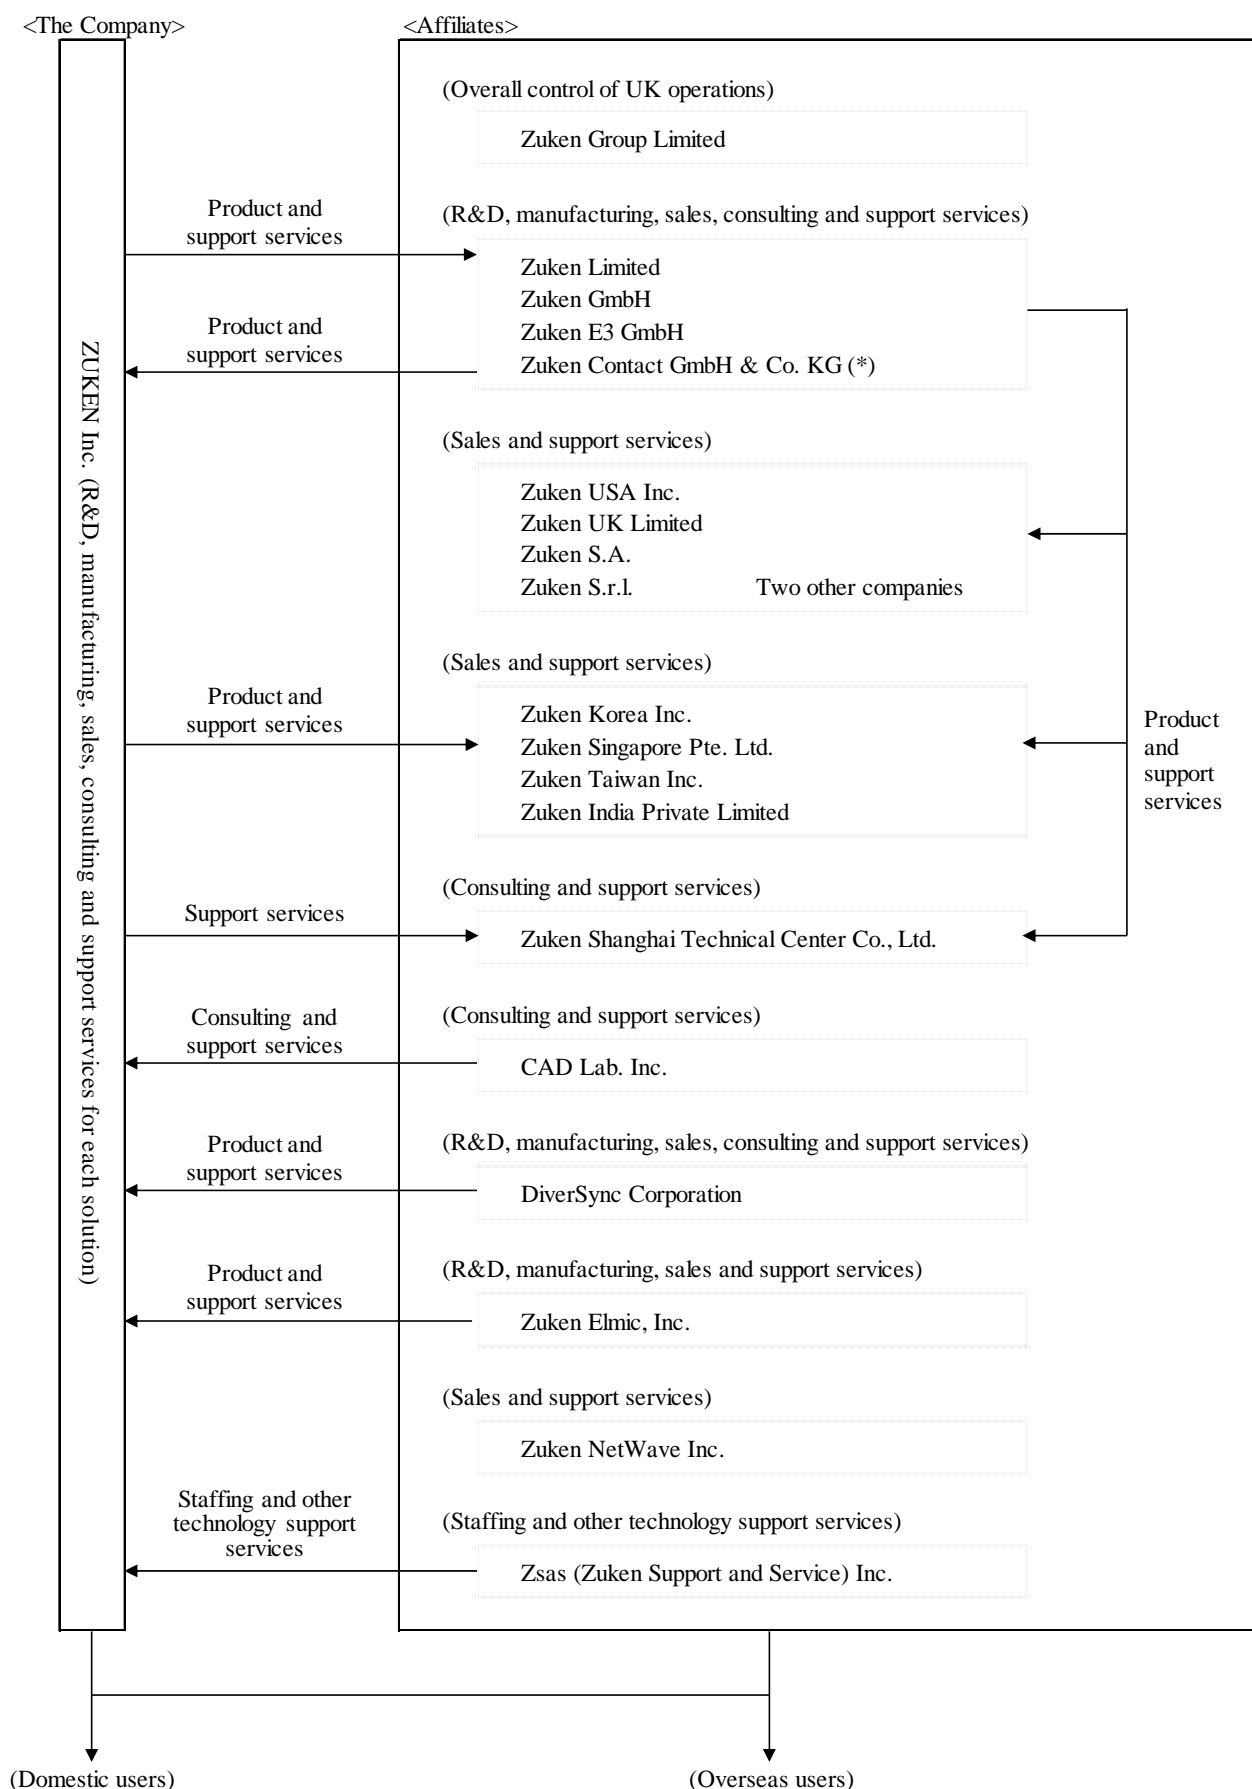 <The Company>
<Affiliates>
ZUKEN Inc. (R&D, manufacturing, sales, consulting and support services for each solution)
(Overall control of UK operations)
Zuken Group Limited
Product and
support services
(R&D, manufacturing, sales, consulting and support services)
Zuken Limited
Zuken GmbH
Zuken E3 GmbH
Zuken Contact GmbH & Co. KG (*)
Product and
support services
(Sales and support services)
Zuken USA Inc.
Zuken UK Limited
Zuken S.A.
Zuken S.r.l. Two other companies
(Sales and support services)
Product and
support services
Zuken Korea Inc.
Zuken Singapore Pte. Ltd.
Zuken Taiwan Inc.
Zuken India Private Limited
Product
and
support
services
(Consulting and support services)
Support services
Zuken Shanghai Technical Center Co., Ltd.
Consulting and
support services
(Consulting and support services)
CAD Lab. Inc.
Product and
support services
(R&D, manufacturing, sales, consulting and support services)
DiverSync Corporation
Product and
support services
(R&D, manufacturing, sales and support services)
Zuken Elmic, Inc.
(Sales and support services)
Zuken NetWave Inc.
Staffing and other
technology support
services
(Staffing and other technology support services)
Zsas (Zuken Support and Service) Inc.
(Domestic users)
(Overseas users)